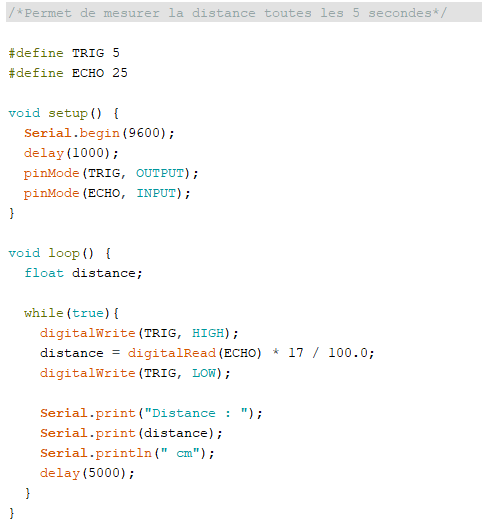 /*Permet de mesurer la distance toutes les 5 secondes*/
#define TRIG 5
#define ECHO 25
void setup() {
  Serial.begin(9600);
  delay(1000);
  pinMode(TRIG, OUTPUT);
  pinMode(ECHO, INPUT);
}
void loop() {
  float distance;
  while(true){
    digitalWrite(TRIG, HIGH);
    distance = digitalRead(ECHO) * 17 / 100.0;
    digitalWrite(TRIG, LOW);
    Serial.print("Distance : ");
    Serial.print(distance);
    Serial.println(" cm");
    delay(5000);
  }
}